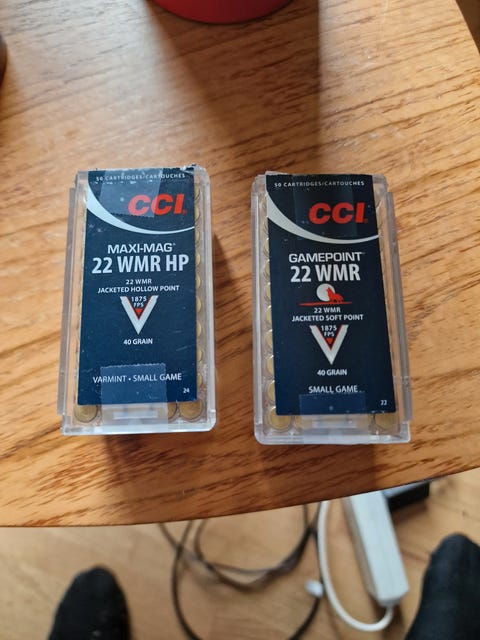 50 CARTRIDGES/CARTOUCHES
CCI
MAXI-MAG™
22 WMR HP
22 WMR
JACKETED HOLLOW POINT
1875
FPS
40 GRAIN
VARMINT • SMALL GAME
24
50 CARTRIDGES/CARTOUCHES
CCI
GAMEPOINT™
22 WMR
22 WMR
JACKETED SOFT POINT
1875
FPS
40 GRAIN
SMALL GAME
22